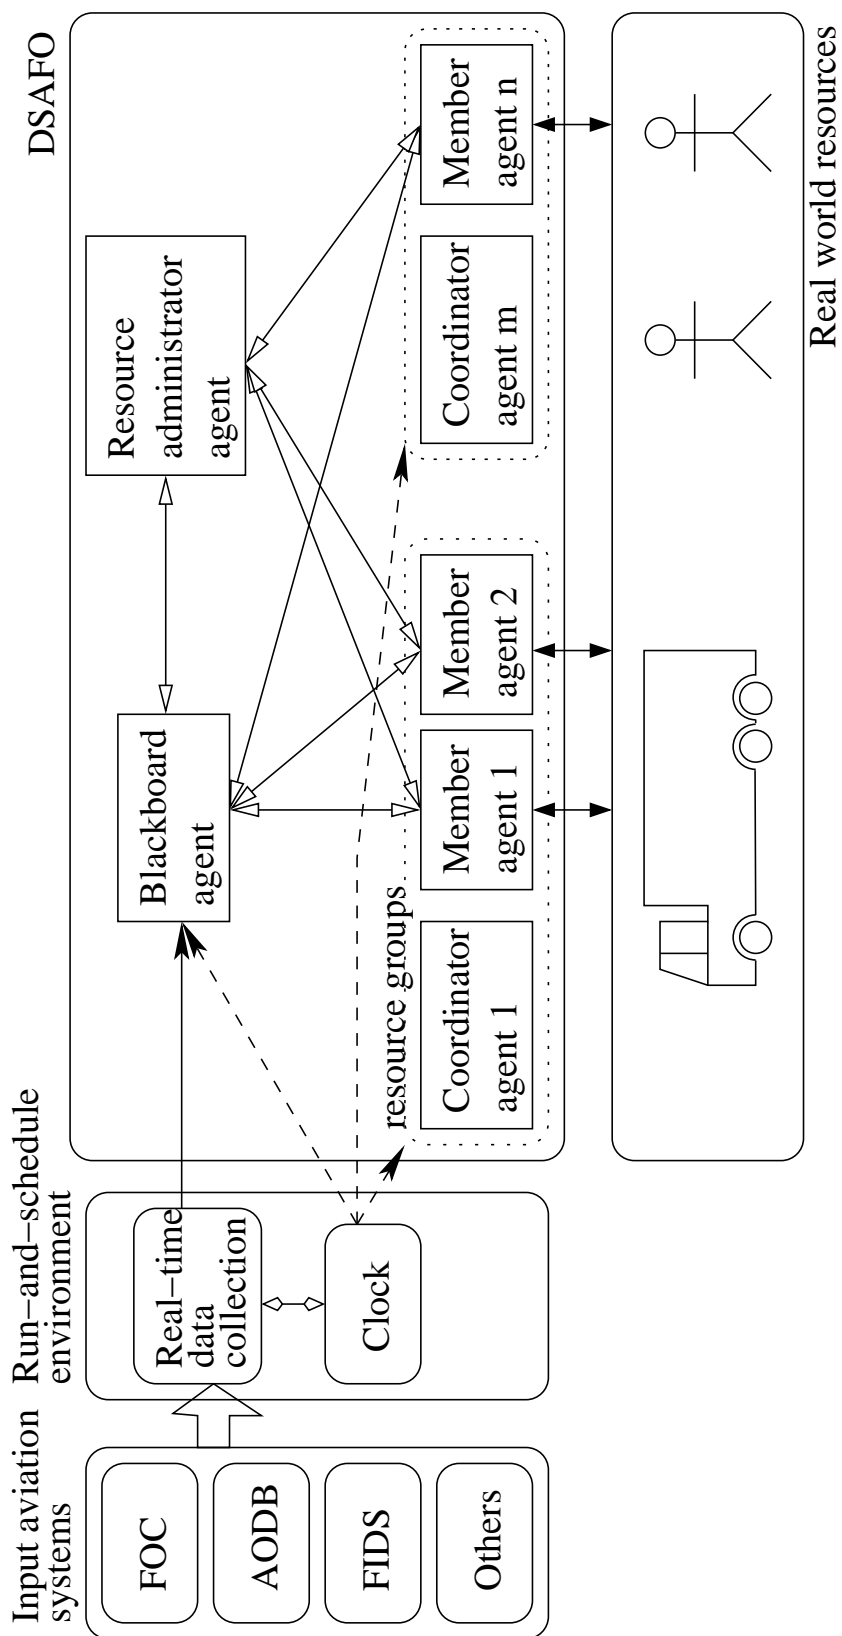 Input aviation
systems
FOC
AODB
FIDS
Others
Run−and−schedule
environment
Real−time
data
collection
Clock
DSAFO
Blackboard
agent
Resource
administrator
agent
resource groups
Coordinator
agent 1
Member
agent 1
Member
agent 2
Coordinator
agent m
Member
agent n
Real world resources